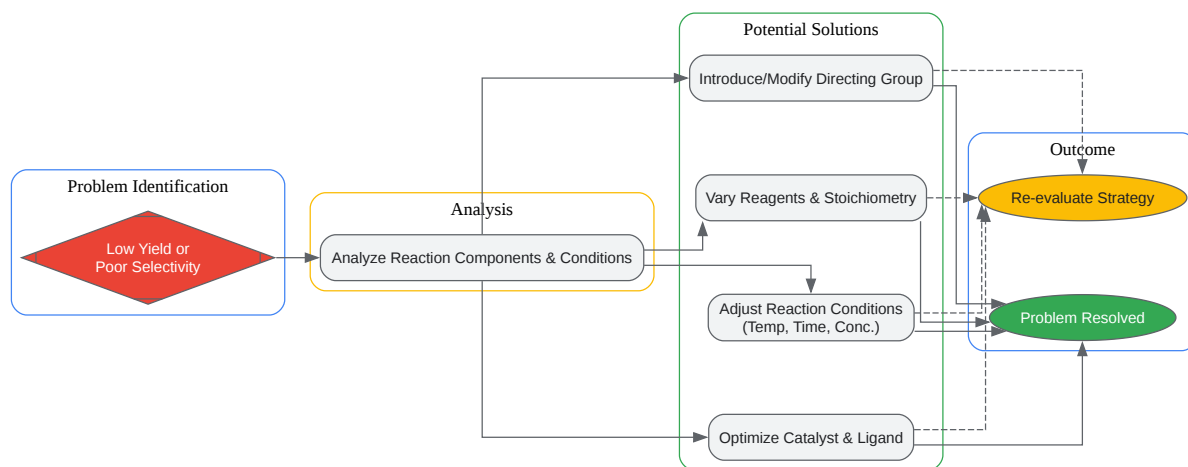 Problem Identification
Low Yield or
Poor Selectivity
Analysis
Analyze Reaction Components & Conditions
Potential Solutions
Introduce/Modify Directing Group
Vary Reagents & Stoichiometry
Adjust Reaction Conditions
(Temp, Time, Conc.)
Optimize Catalyst & Ligand
Outcome
Re-evaluate Strategy
Problem Resolved